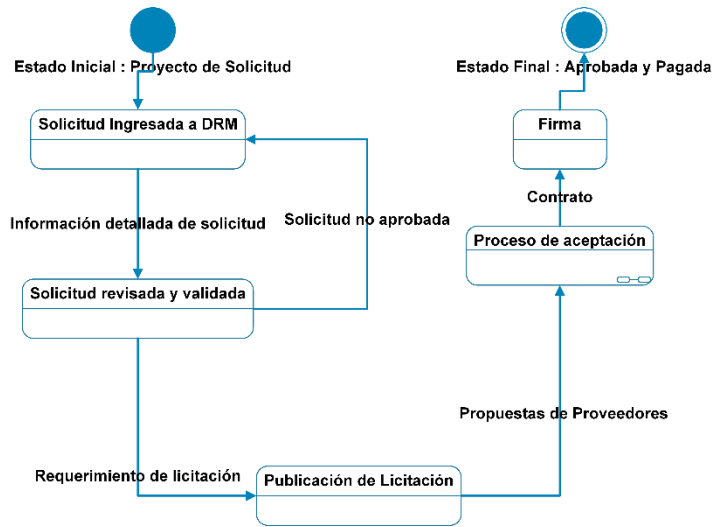 Estado Inicial : Proyecto de Solicitud
Solicitud Ingresada a DRM
Información detallada de solicitud
Solicitud no aprobada
Solicitud revisada y validada
Requerimiento de licitación
Publicación de Licitación
Propuestas de Proveedores
Proceso de aceptación
Contrato
Firma
Estado Final : Aprobada y Pagada